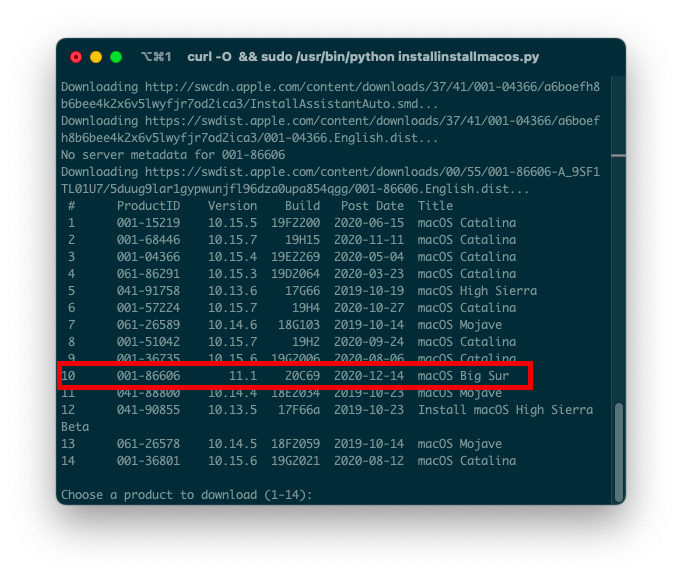 ⌥⌘1 curl -O && sudo /usr/bin/python installinstallmacos.py
Downloading http://swcdn.apple.com/content/downloads/37/41/001-04366/a6boefh8
b6bee4k2x6v5lwyfjr7od2ica3/InstallAssistantAuto.smd...
Downloading https://swdist.apple.com/content/downloads/37/41/001-04366/a6boef
h8b6bee4k2x6v5lwyfjr7od2ica3/001-04366.English.dist...
No server metadata for 001-86606
Downloading https://swdist.apple.com/content/downloads/00/55/001-86606-A_9SF1
TL01U7/5duug9lar1gypwunjfl96dza0upa854qgg/001-86606.English.dist...
# ProductID Version Build Post Date Title
1 001-15219 10.15.5 19F2200 2020-06-15 macOS Catalina
2 001-68446 10.15.7 19H15 2020-11-11 macOS Catalina
3 001-04366 10.15.4 19E2269 2020-05-04 macOS Catalina
4 061-86291 10.15.3 19D2064 2020-03-23 macOS Catalina
5 041-91758 10.13.6 17G66 2019-10-19 macOS High Sierra
6 001-57224 10.15.7 19H4 2020-10-27 macOS Catalina
7 061-26589 10.14.6 18G103 2019-10-14 macOS Mojave
8 001-51042 10.15.7 19H2 2020-09-24 macOS Catalina
9 001-36735 10.15.6 19G2006 2020-08-06 macOS Catalina
10 001-86606 11.1 20C69 2020-12-14 macOS Big Sur
11 041-88800 10.14.4 18E2034 2019-10-23 macOS Mojave
12 041-90855 10.13.5 17F66a 2019-10-23 Install macOS High Sierra
Beta
13 061-26578 10.14.5 18F2059 2019-10-14 macOS Mojave
14 001-36801 10.15.6 19G2021 2020-08-12 macOS Catalina
Choose a product to download (1-14):